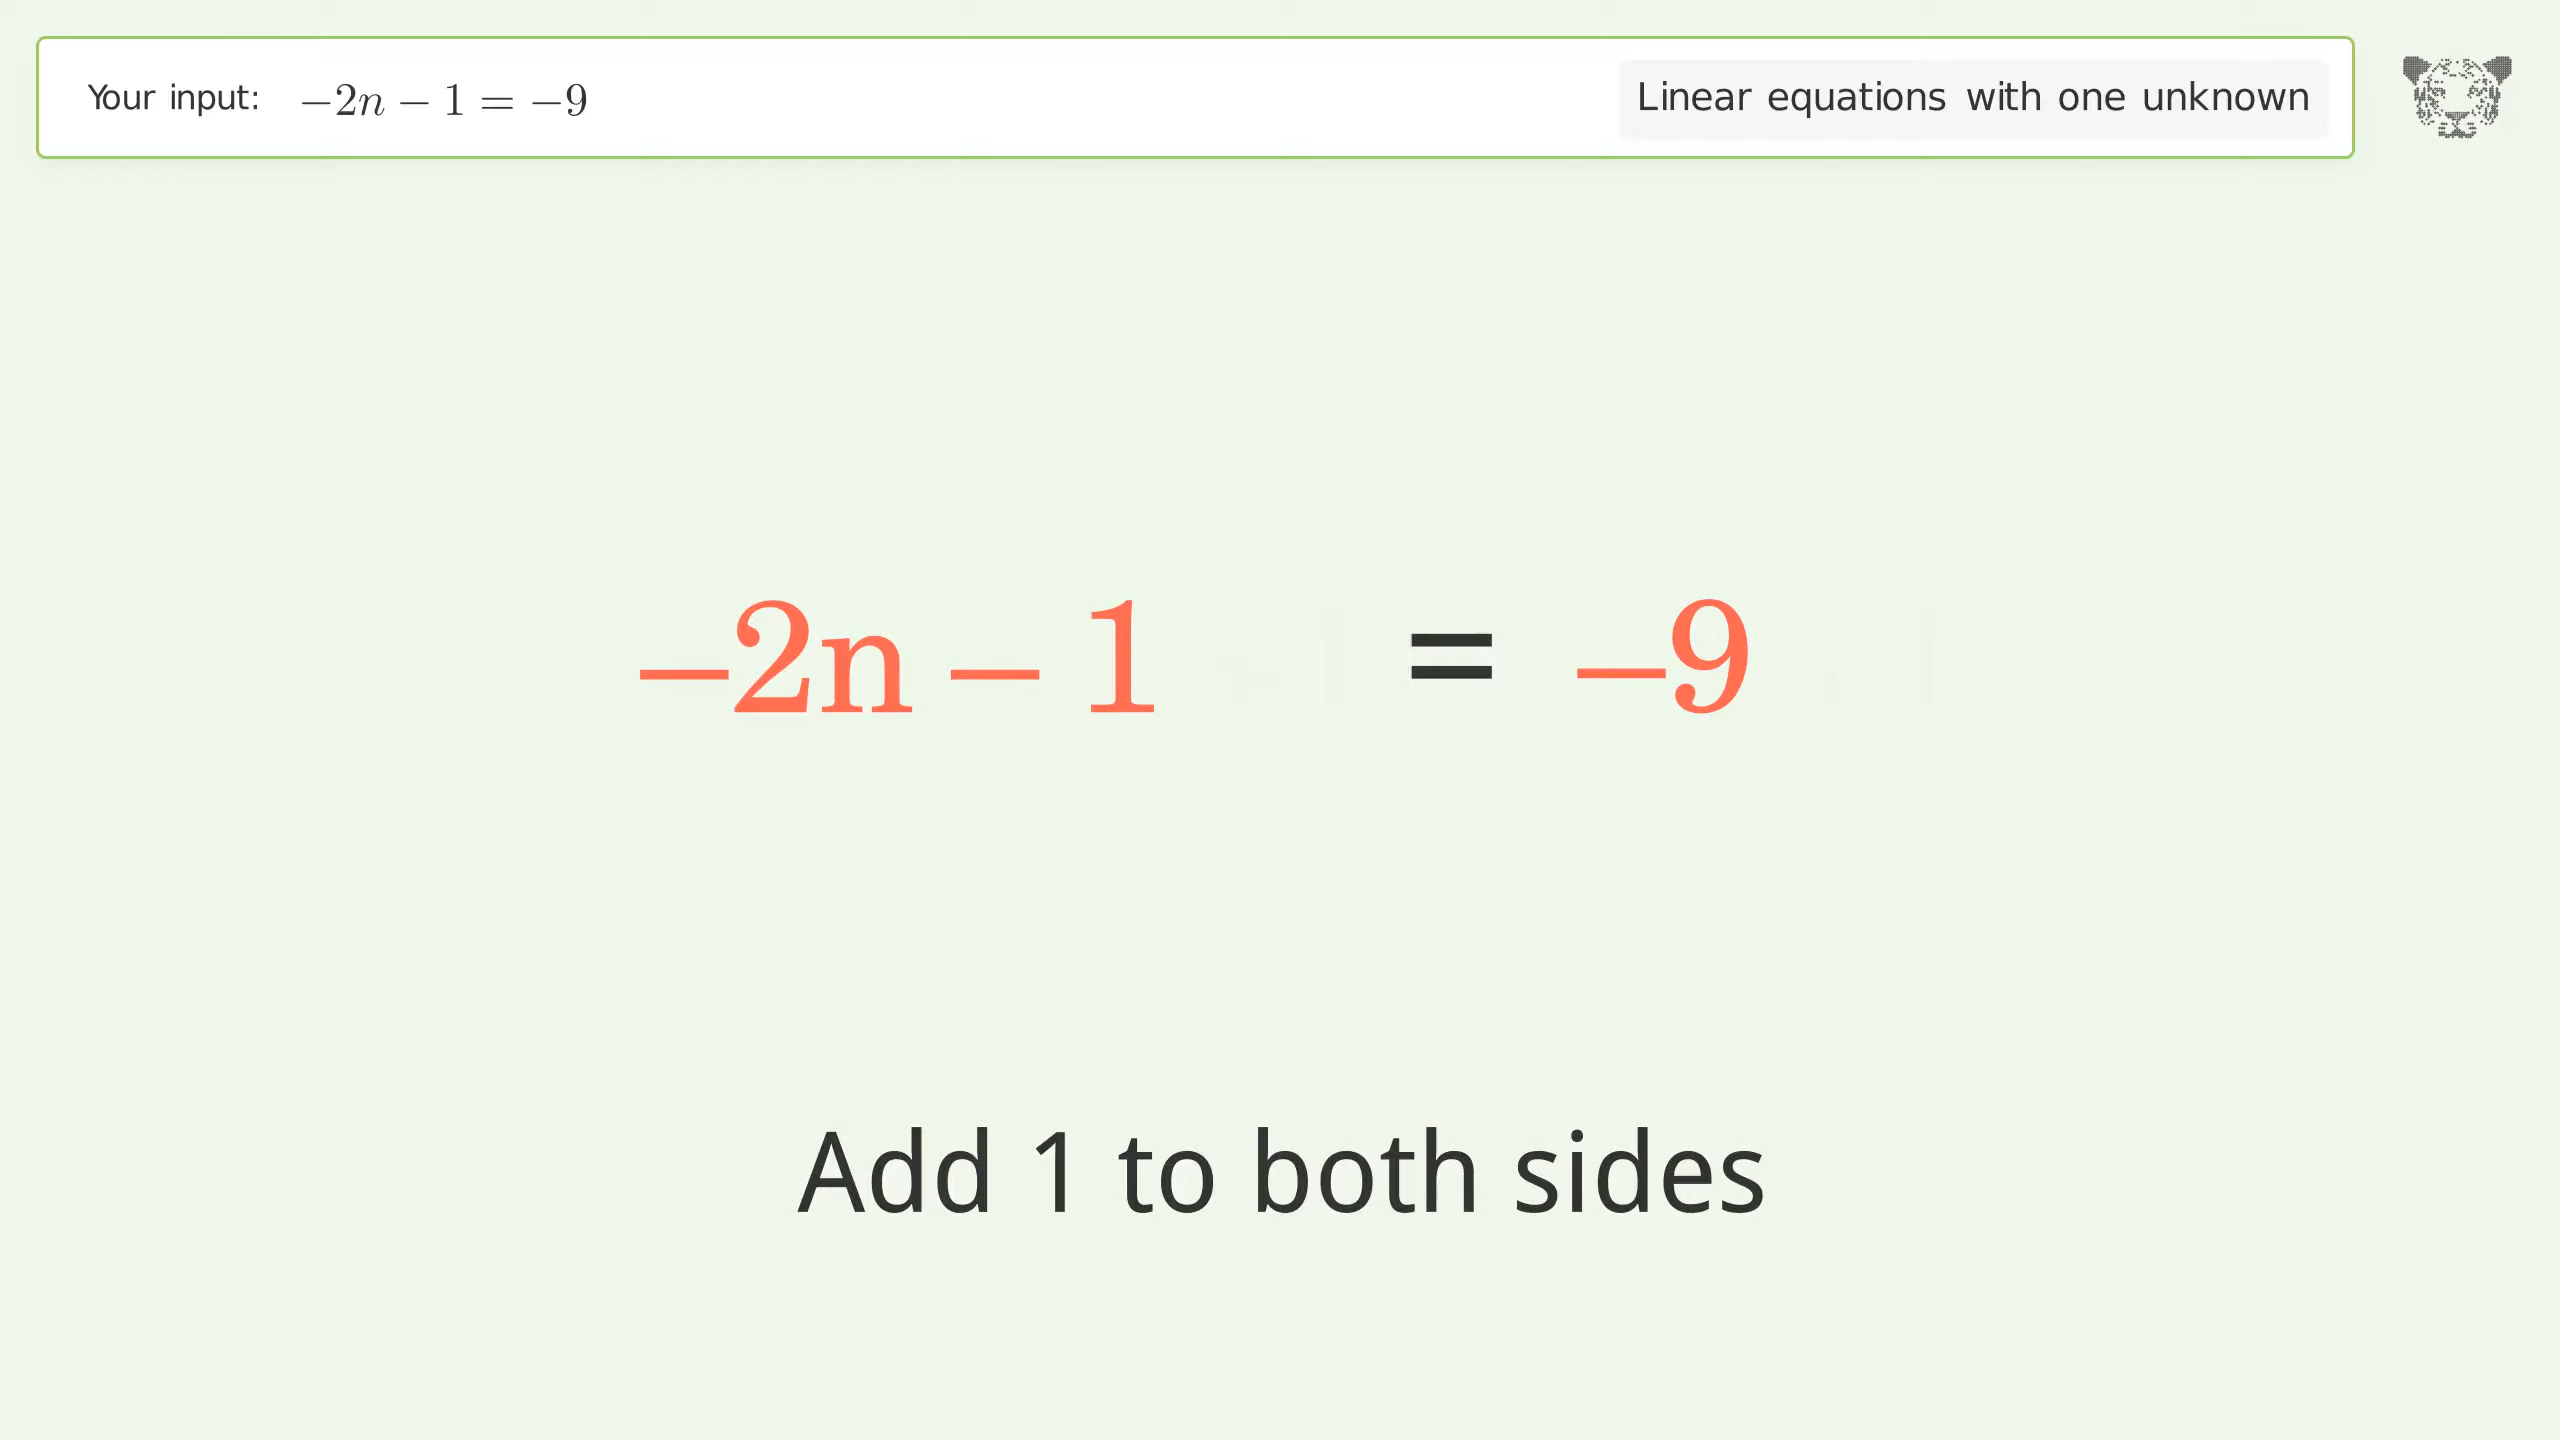 Your input: −2n − 1 = −9
Linear equations with one unknown
−2n − 1 = −9
Add 1 to both sides